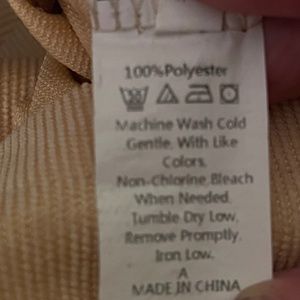 100%Polyester
Machine Wash Cold
Gentle, With Like
Colors,
Non-Chlorine Bleach
When Needed,
Tumble Dry Low,
Remove Promptly,
Iron Low,
A
MADE IN CHINA